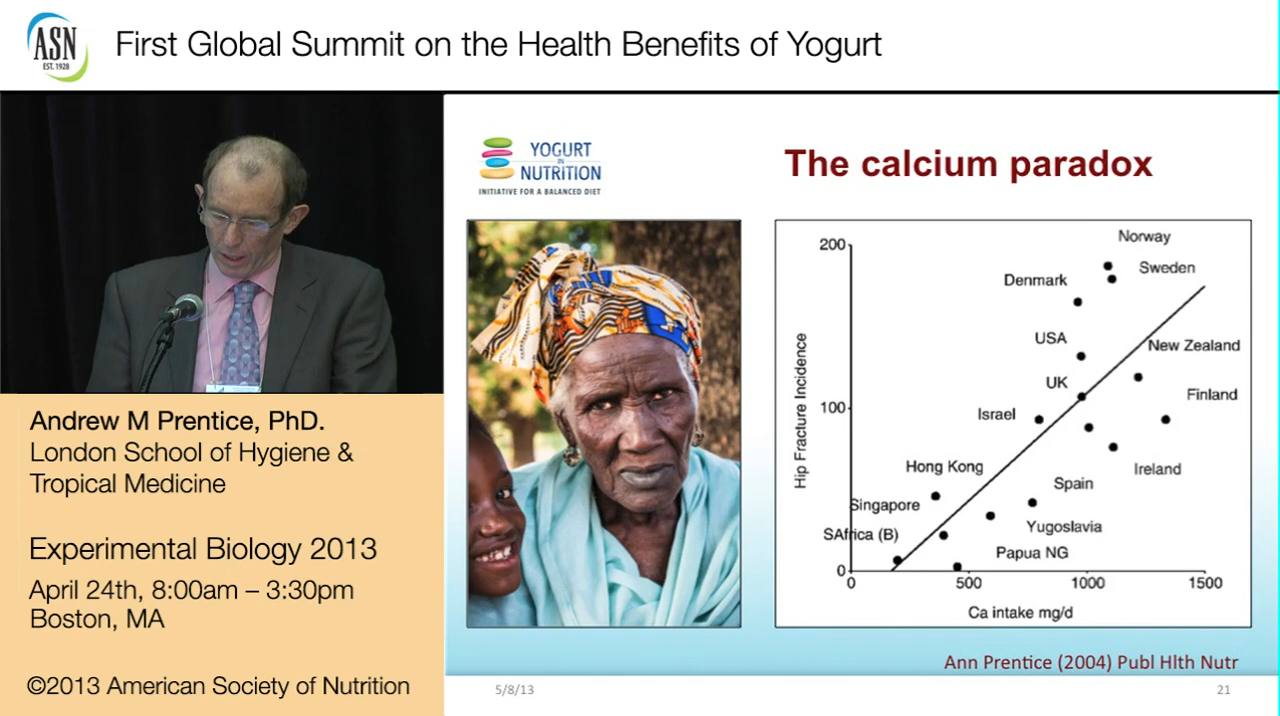 ASN
EST. 1928
First Global Summit on the Health Benefits of Yogurt
YOGURT
IN
NUTRITION
INITIATIVE FOR A BALANCED DIET
The calcium paradox
Hip Fracture Incidence
200
100
0
Norway
Sweden
Denmark
USA
New Zealand
UK
Finland
Israel
Hong Kong
Ireland
Spain
Singapore
Yugoslavia
SAfrica (B)
Papua NG
0
500
1000
1500
Ca intake mg/d
Ann Prentice (2004) Publ Hlth Nutr
5/8/13
21
Andrew M Prentice, PhD.
London School of Hygiene &
Tropical Medicine
Experimental Biology 2013
April 24th, 8:00am – 3:30pm
Boston, MA
©2013 American Society of Nutrition